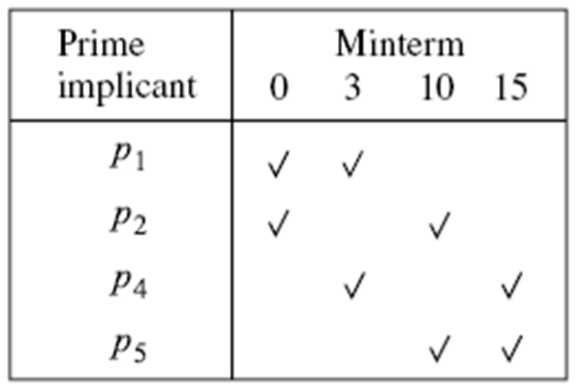 Prime Minterm
implicant 0 3 10 15
p1 ✓ ✓
p2 ✓ ✓
p4 ✓ ✓
p5 ✓ ✓